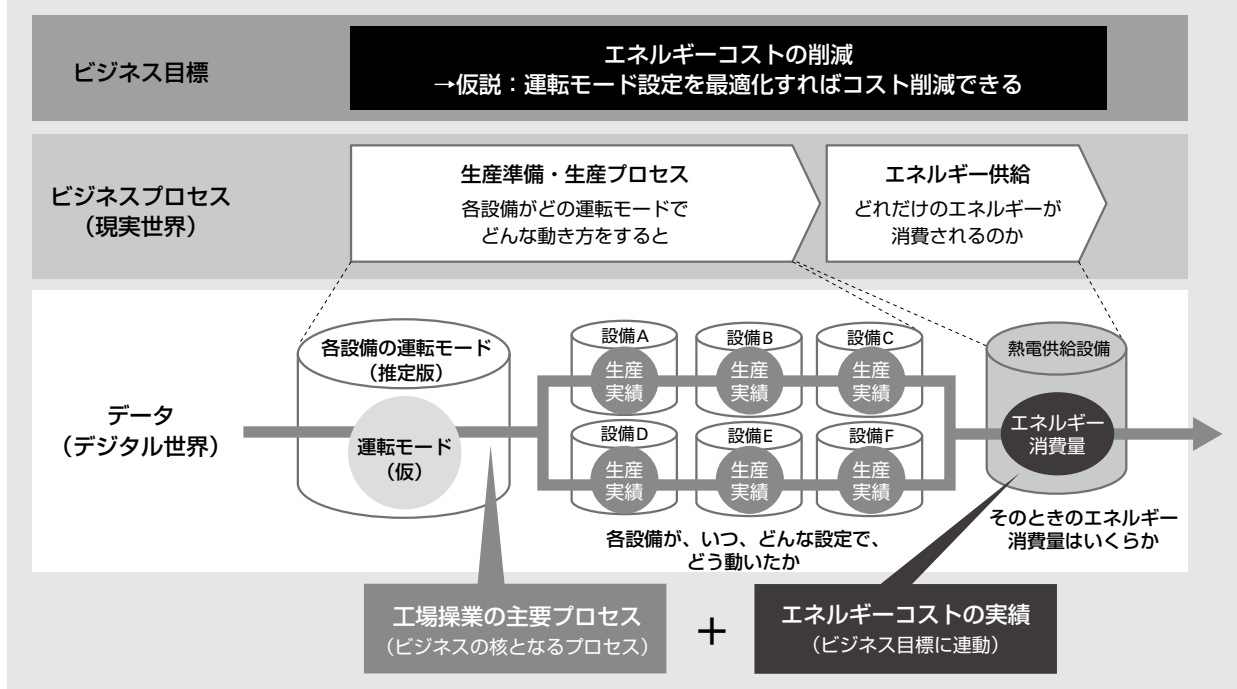 ビジネス目標
エネルギーコストの削減
→仮説：運転モード設定を最適化すればコスト削減できる
ビジネスプロセス
（現実世界）
生産準備・生産プロセス
各設備がどの運転モードで
どんな動き方をすると
エネルギー供給
どれだけのエネルギーが
消費されるのか
データ
（デジタル世界）
各設備の運転モード
（推定版）
運転モード
（仮）
設備A
生産
実績
設備B
生産
実績
設備C
生産
実績
設備D
生産
実績
設備E
生産
実績
設備F
生産
実績
各設備が、いつ、どんな設定で、
どう動いたか
熱電供給設備
エネルギー
消費量
そのときのエネルギー
消費量はいくらか
工場操業の主要プロセス
（ビジネスの核となるプロセス）
＋
エネルギーコストの実績
（ビジネス目標に連動）